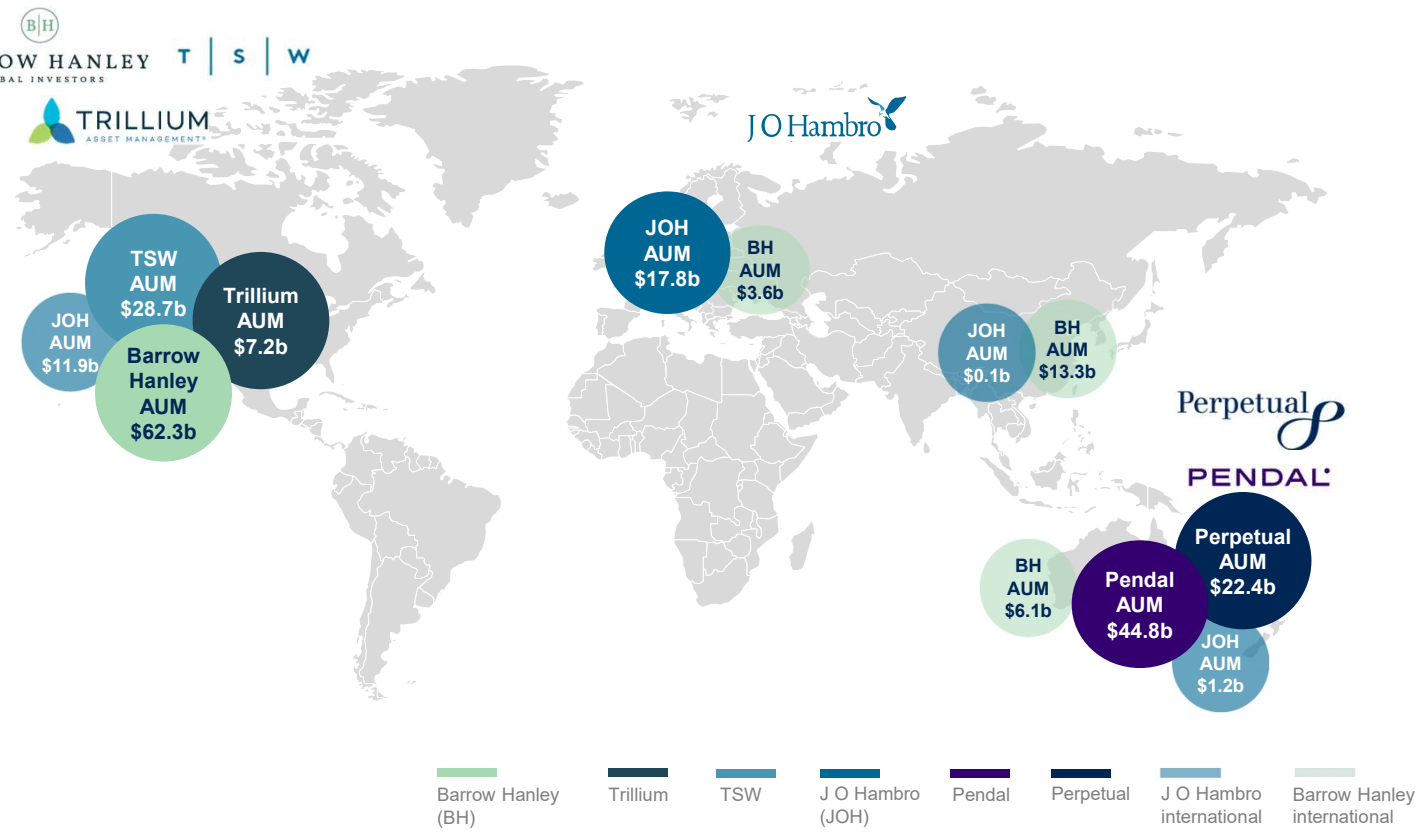 B|H
OW HANLEY
BAL INVESTORS
T | S | W
TRILLIUM
ASSET MANAGEMENT®
J O Hambro
TSW
AUM
$28.7b
Trillium
AUM
$7.2b
JOH
AUM
$11.9b
Barrow
Hanley
AUM
$62.3b
JOH
AUM
$17.8b
BH
AUM
$3.6b
JOH
AUM
$0.1b
BH
AUM
$13.3b
Perpetual
PENDAL
Perpetual
AUM
$22.4b
BH
AUM
$6.1b
Pendal
AUM
$44.8b
JOH
AUM
$1.2b
Barrow Hanley
(BH)
Trillium
TSW
J O Hambro
(JOH)
Pendal
Perpetual
J O Hambro
international
Barrow Hanley
international